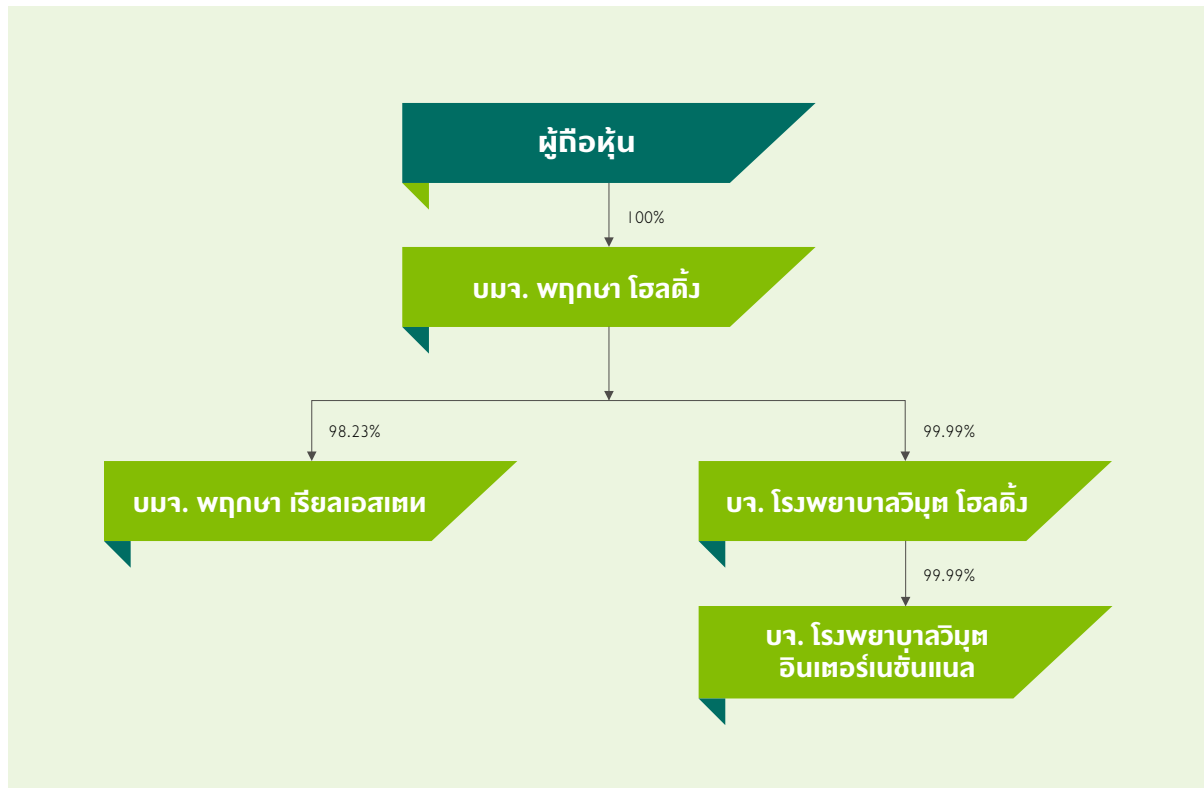 ผู้ถือหุ้น
100%
บมจ. พฤกษา โฮลดิ้ง
98.23%
99.99%
บมจ. พฤกษา เรียลเอสเตท
บจ. โรงพยาบาลวิมุต โฮลดิ้ง
99.99%
บจ. โรงพยาบาลวิมุต
อินเตอร์เนชั่นแนล